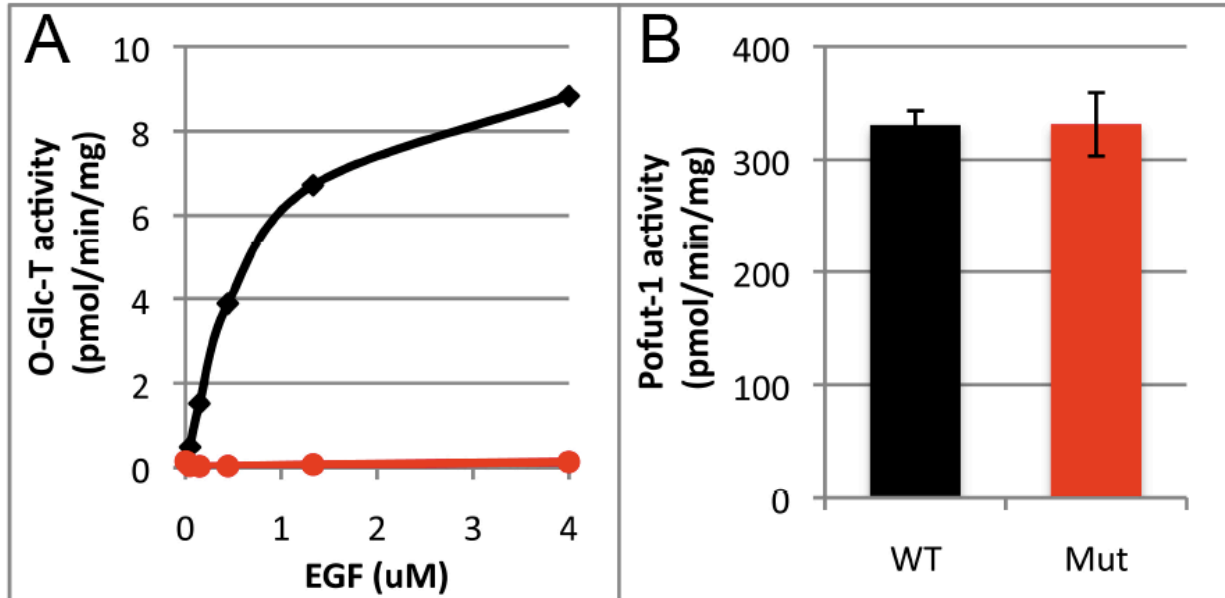 A
O-Glc-T activity
(pmol/min/mg)
10
8
6
4
2
0
0 1 2 3 4
EGF (uM)
B
Pofut-1 activity
(pmol/min/mg)
400
300
200
100
0
WT Mut